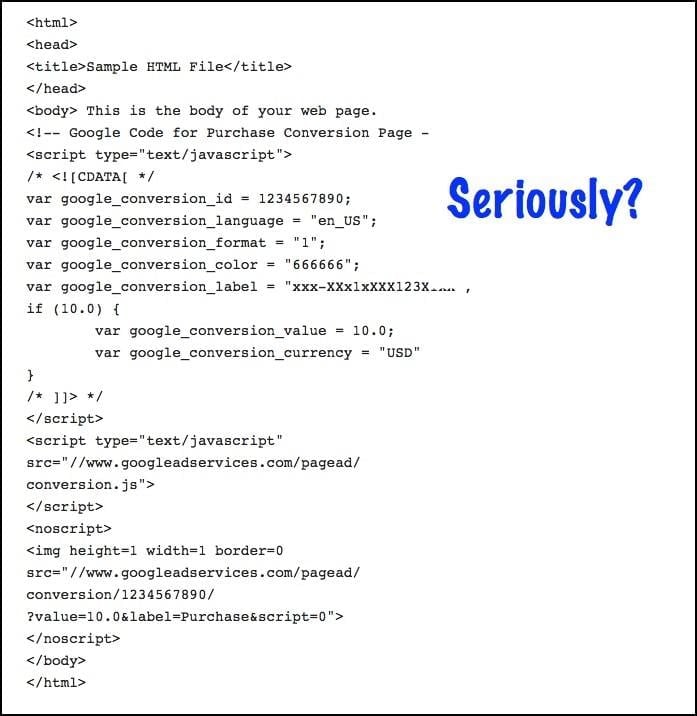 <html>
<head>
<title>Sample HTML File</title>
</head>
<body> This is the body of your web page.
<!-- Google Code for Purchase Conversion Page -
<script type="text/javascript">
/* <![CDATA[ */
var google_conversion_id = 1234567890;
var google_conversion_language = "en_US";
Seriously?
var google_conversion_format = "1";
var google_conversion_color = "666666";
var google_conversion_label =
if (10.0) {
var google_conversion_value = 10.0;
var google_conversion_currency = "USD"
}
/* ]]> */
</script>
<script type="text/javascript"
src="//www.googleadservices.com/pagead/
conversion.js">
</script>
<noscript>
<img height=1 width=1 border=0
src="//www.googleadservices.com/pagead/
conversion/1234567890/
?value=10.0&label=Purchase&script=0">
</noscript>
</body>
</html>